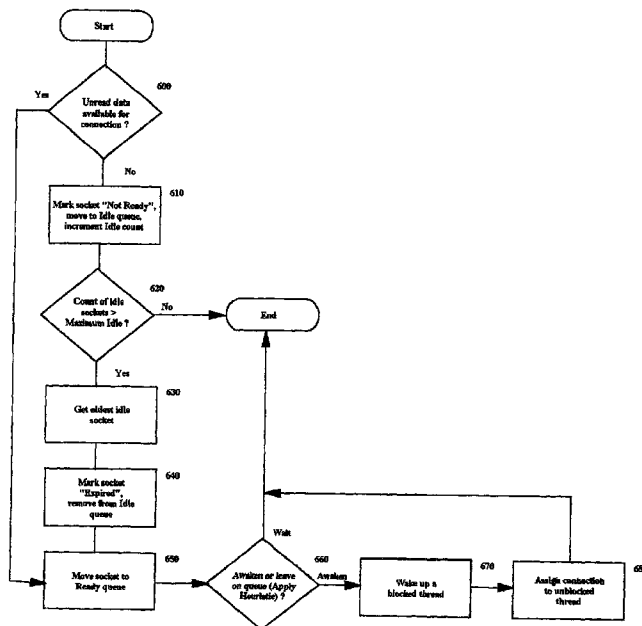 Start
600
Yes
Unread data
available for
connection ?
No
610
Mark socket "Not Ready",
move to Idle queue,
increment Idle count
620
Count of idle
sockets >
Maximum Idle ?
No
End
Yes
630
Get oldest idle
socket
640
Mark socket
"Expired",
remove from Idle
queue
Wait
650
Move socket to
Ready queue
660
Awaken or leave
on queue (Apply
Heuristic) ?
Awaken
670
Wake up a
blocked thread
Assign connection
to unblocked
thread